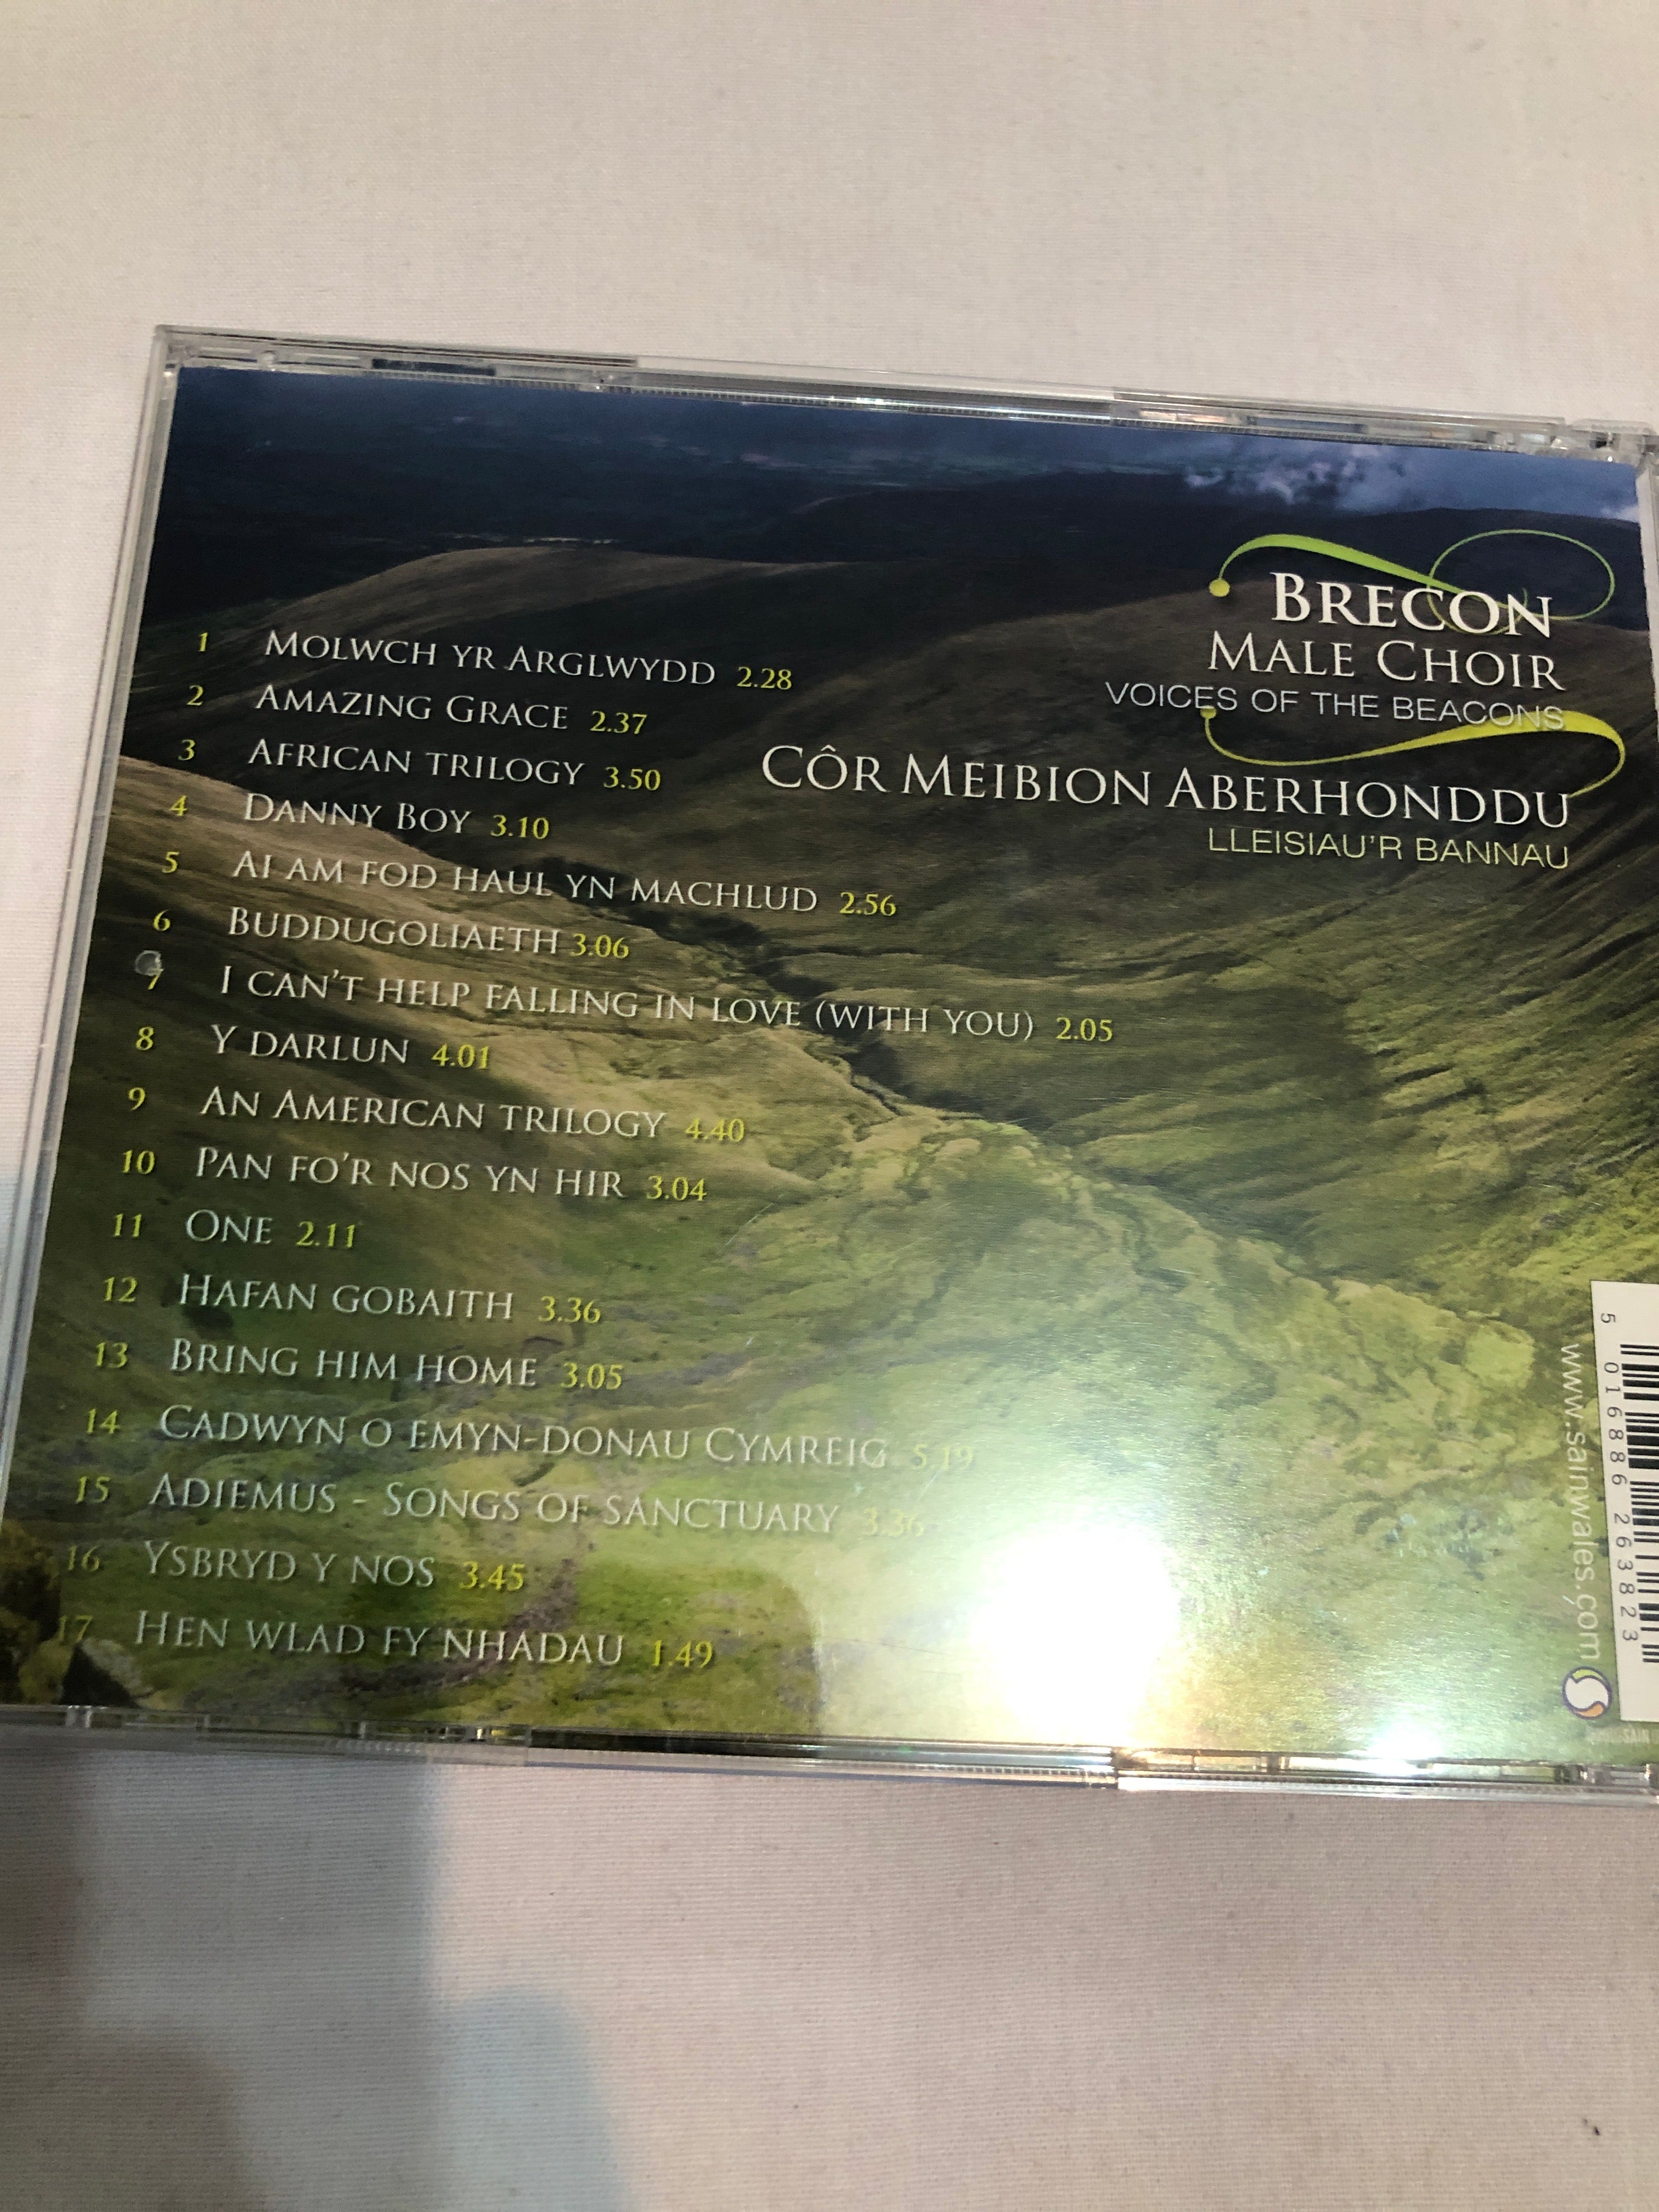 1 Molwch yr Arglwydd 2.28
2 Amazing Grace 2.37
3 African trilogy 3.50
4 Danny Boy 3.10
5 Ai am fod haul yn machlud 2.56
6 Buddugoliaeth 3.06
7 I can't help falling in love (with you) 2.05
8 Y darlun 4.01
9 An American trilogy 4.40
10 Pan fo'r nos yn hir 3.04
11 One 2.11
12 Hafan gobaith 3.36
13 Bring him home 3.05
14 Cadwyn o emyn-donau Cymreig 5.19
15 Adiemus - Songs of sanctuary 3.36
16 Ysbryd y nos 3.45
17 Hen wlad fy nhadau 1.49
Brecon
Male Choir
VOICES OF THE BEACONS
Côr Meibion Aberhonddu
LLEISIAU'R BANNAU
www.sainwales.com
5 016886 263823